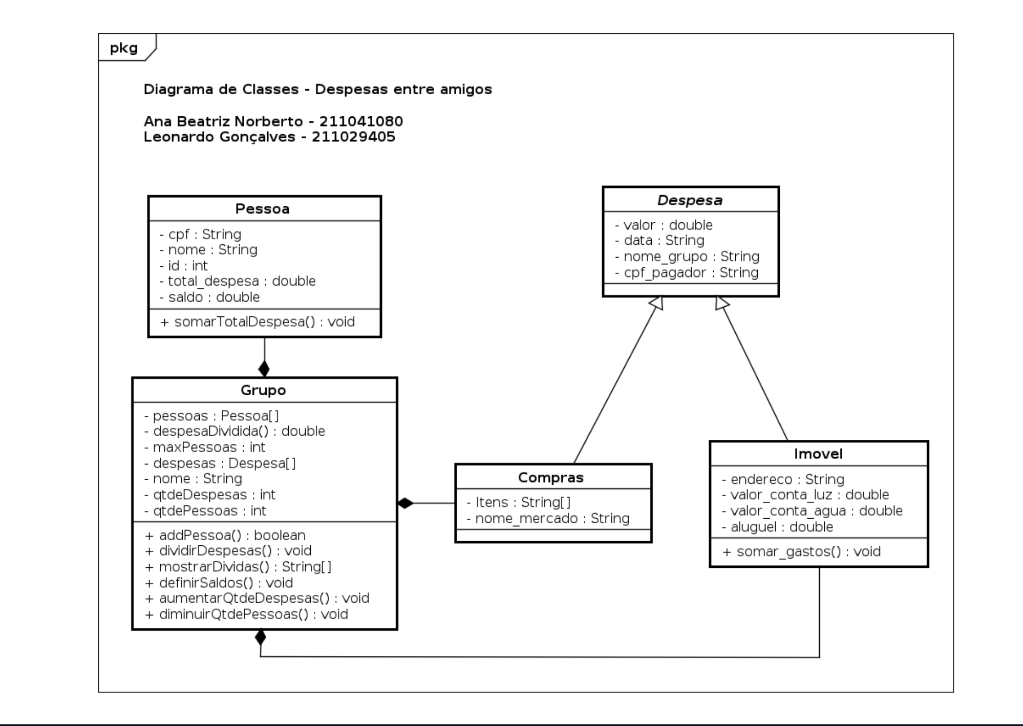 pkg
Diagrama de Classes - Despesas entre amigos
Ana Beatriz Norberto - 211041080
Leonardo Gonçalves - 211029405
Pessoa
- cpf : String
- nome : String
- id : int
- total_despesa : double
- saldo : double
+ somarTotalDespesa() : void
Despesa
- valor : double
- data : String
- nome_grupo : String
- cpf_pagador : String
Grupo
- pessoas : Pessoa[]
- despesaDividida() : double
- maxPessoas : int
- despesas : Despesa[]
- nome : String
- qtdeDespesas : int
- qtdePessoas : int
+ addPessoa() : boolean
+ dividirDespesas() : void
+ mostrarDividas() : String[]
+ definirSaldos() : void
+ aumentarQtdeDespesas() : void
+ diminuirQtdePessoas() : void
Compras
- Itens : String[]
- nome_mercado : String
Imovel
- endereco : String
- valor_conta_luz : double
- valor_conta_agua : double
- aluguel : double
+ somar_gastos() : void